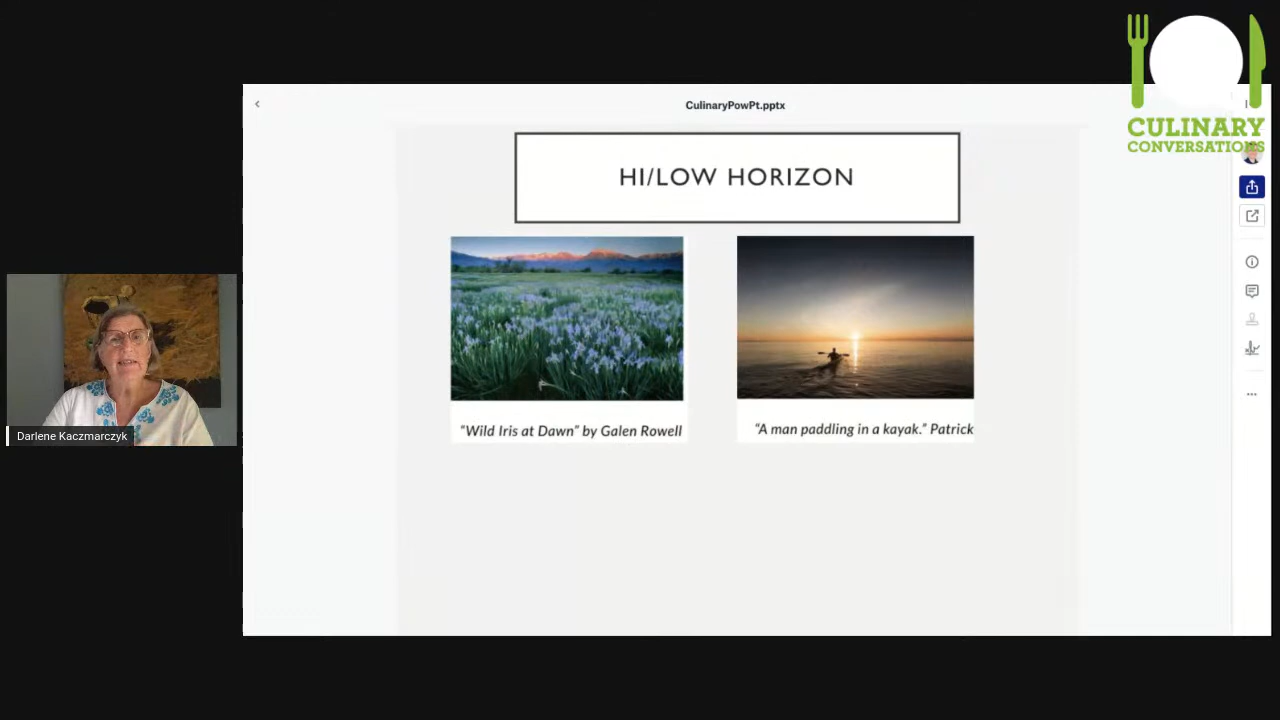 CulinaryPowPt.pptx
CULINARY
CONVERSATIONS
HI/LOW HORIZON
"Wild Iris at Dawn" by Galen Rowell
"A man paddling in a kayak." Patrick
Darlene Kaczmarczyk